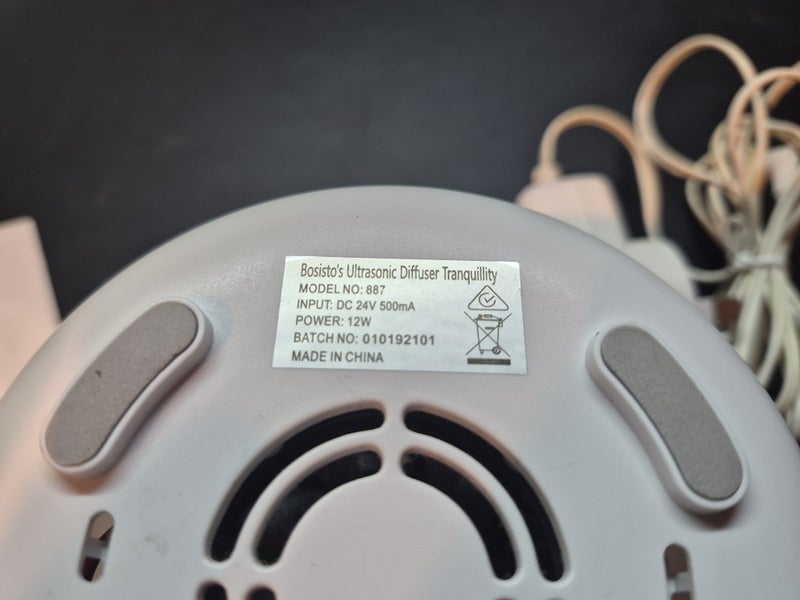 Bosisto's Ultrasonic Diffuser Tranquillity
MODEL NO: 887
INPUT: DC 24V 500mA
POWER: 12W
BATCH NO: 010192101
MADE IN CHINA